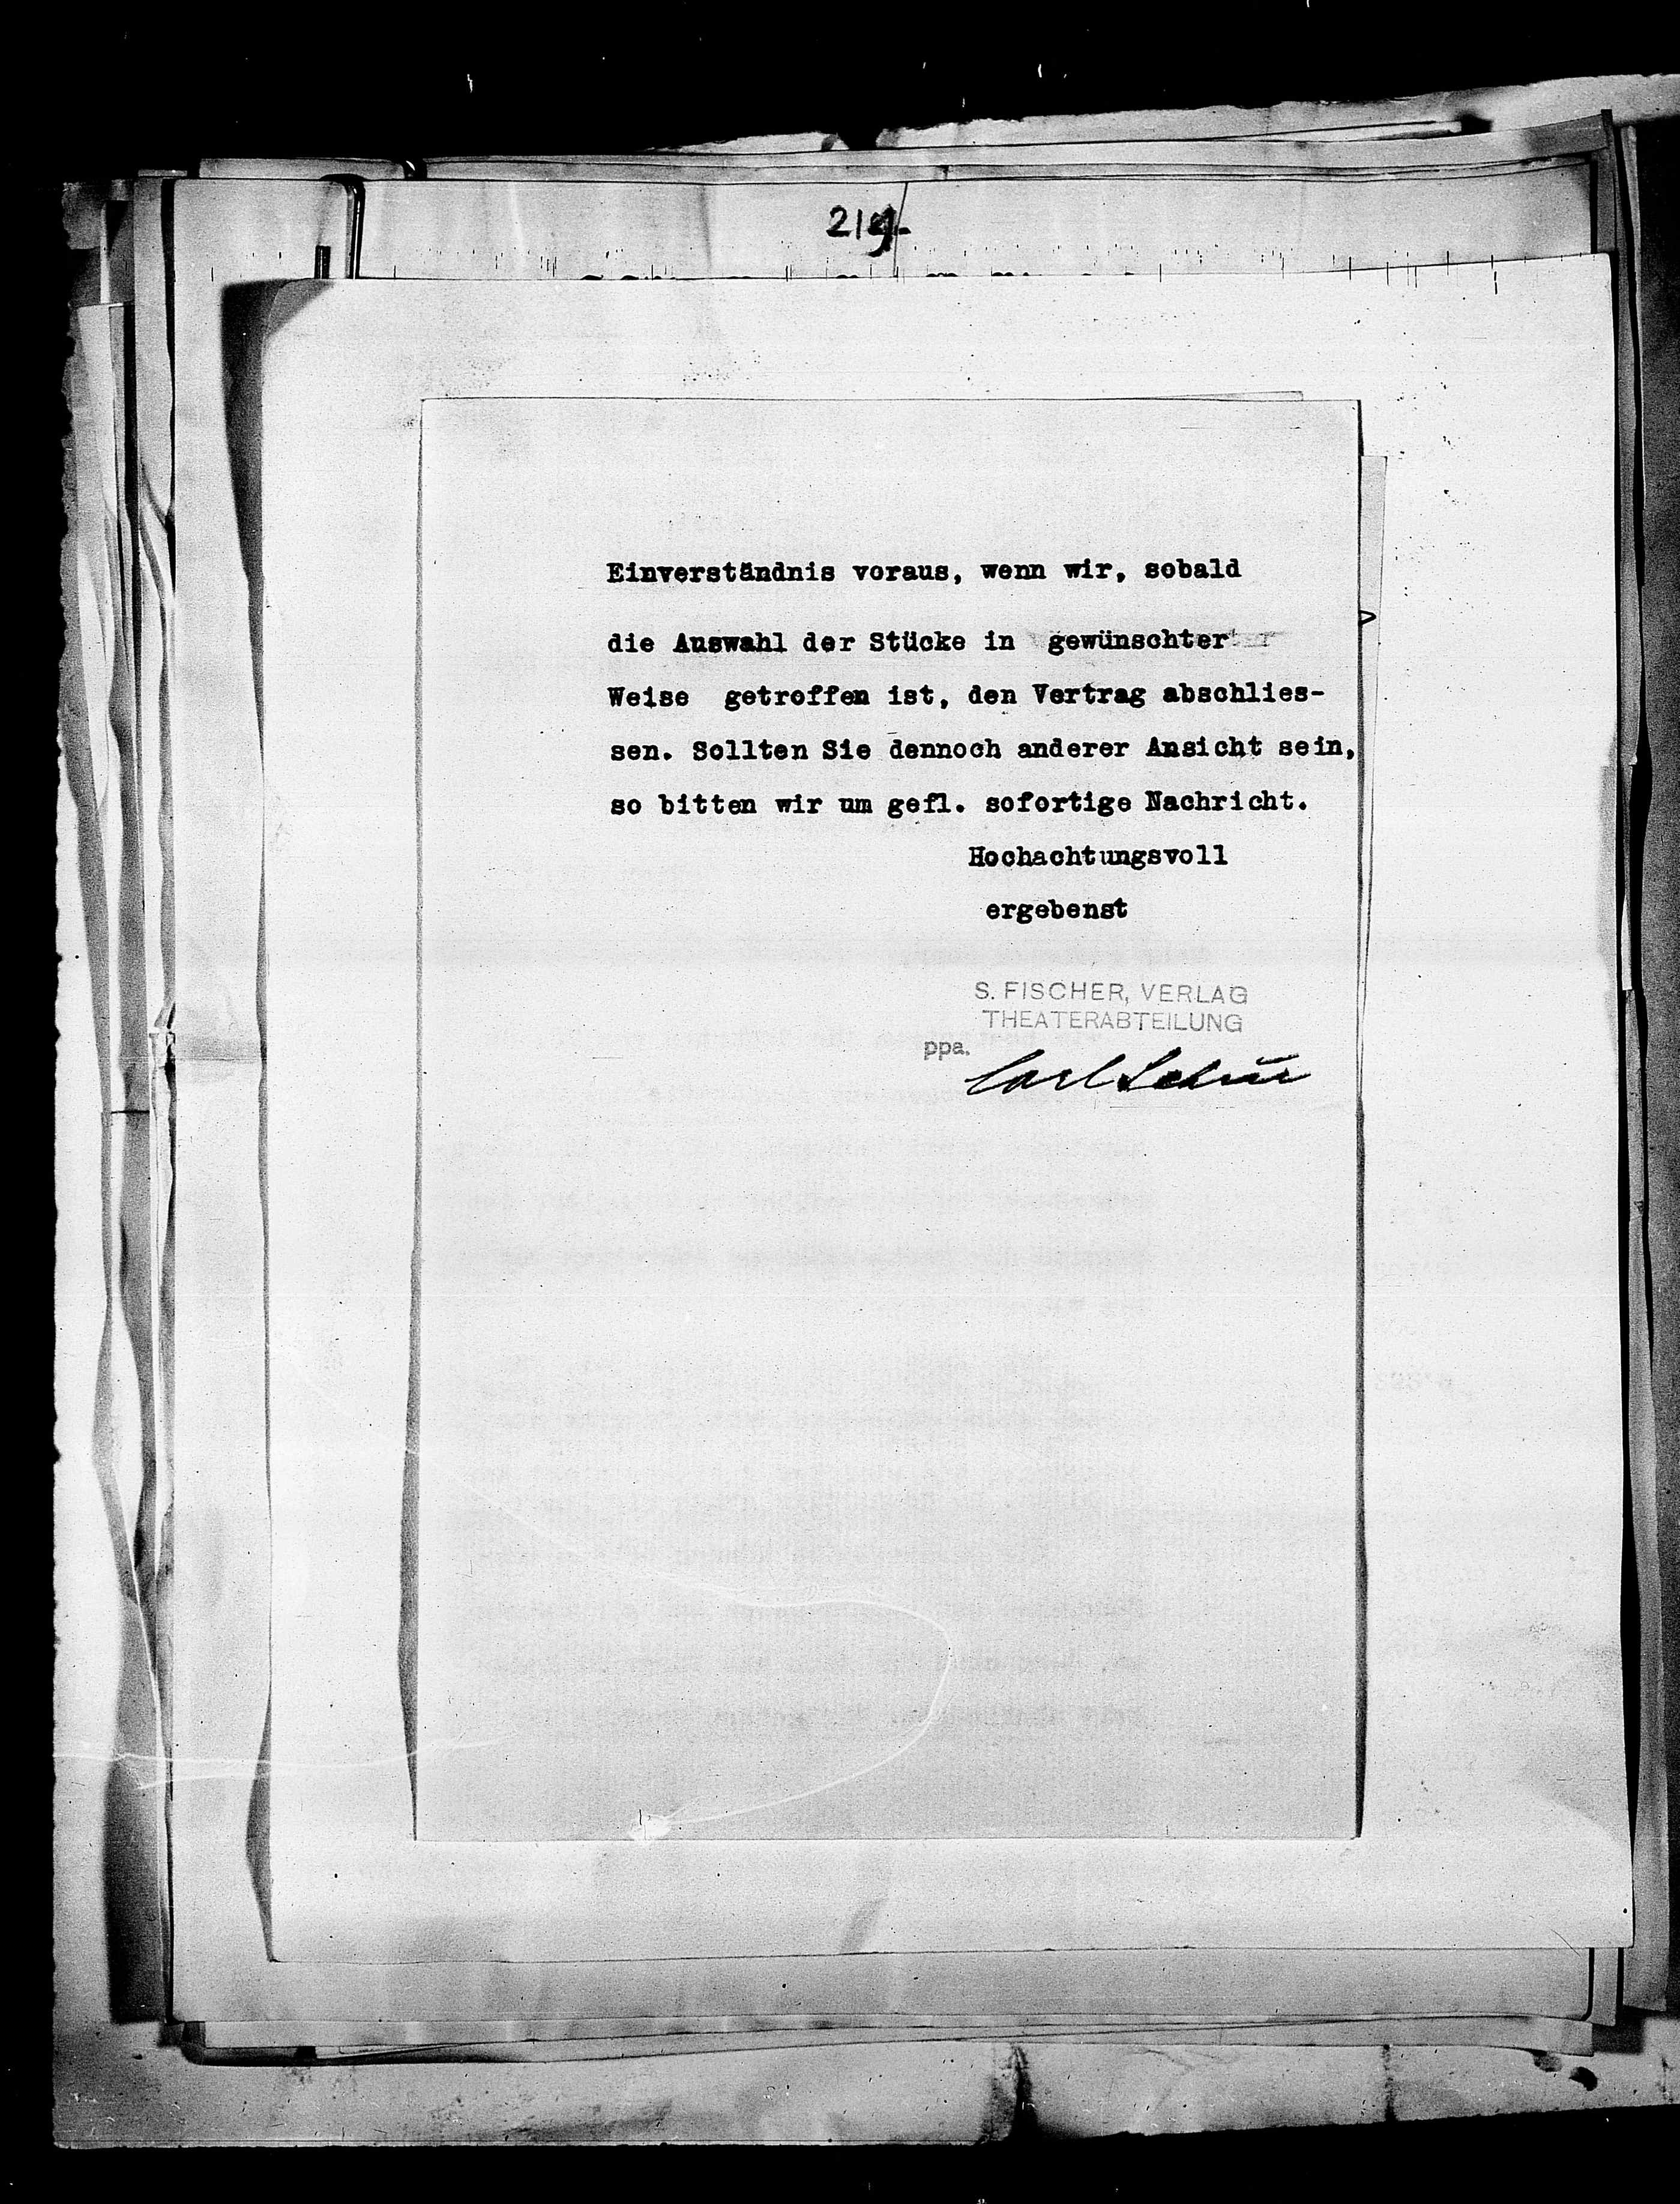 Einverständnis voraus, wenn wir, sobald
die Auswahl der Stücke in gewünschter
Weise getroffen ist, den Vertrag abschlies-
sen. Sollten Sie dennoch anderer Ansicht sein,
so bitten wir um gefl. sofortige Nachricht.
Hochachtungsvoll
ergebenst
S. FISCHER, VERLAG
THEATERABTEILUNG
ppa.
Carl